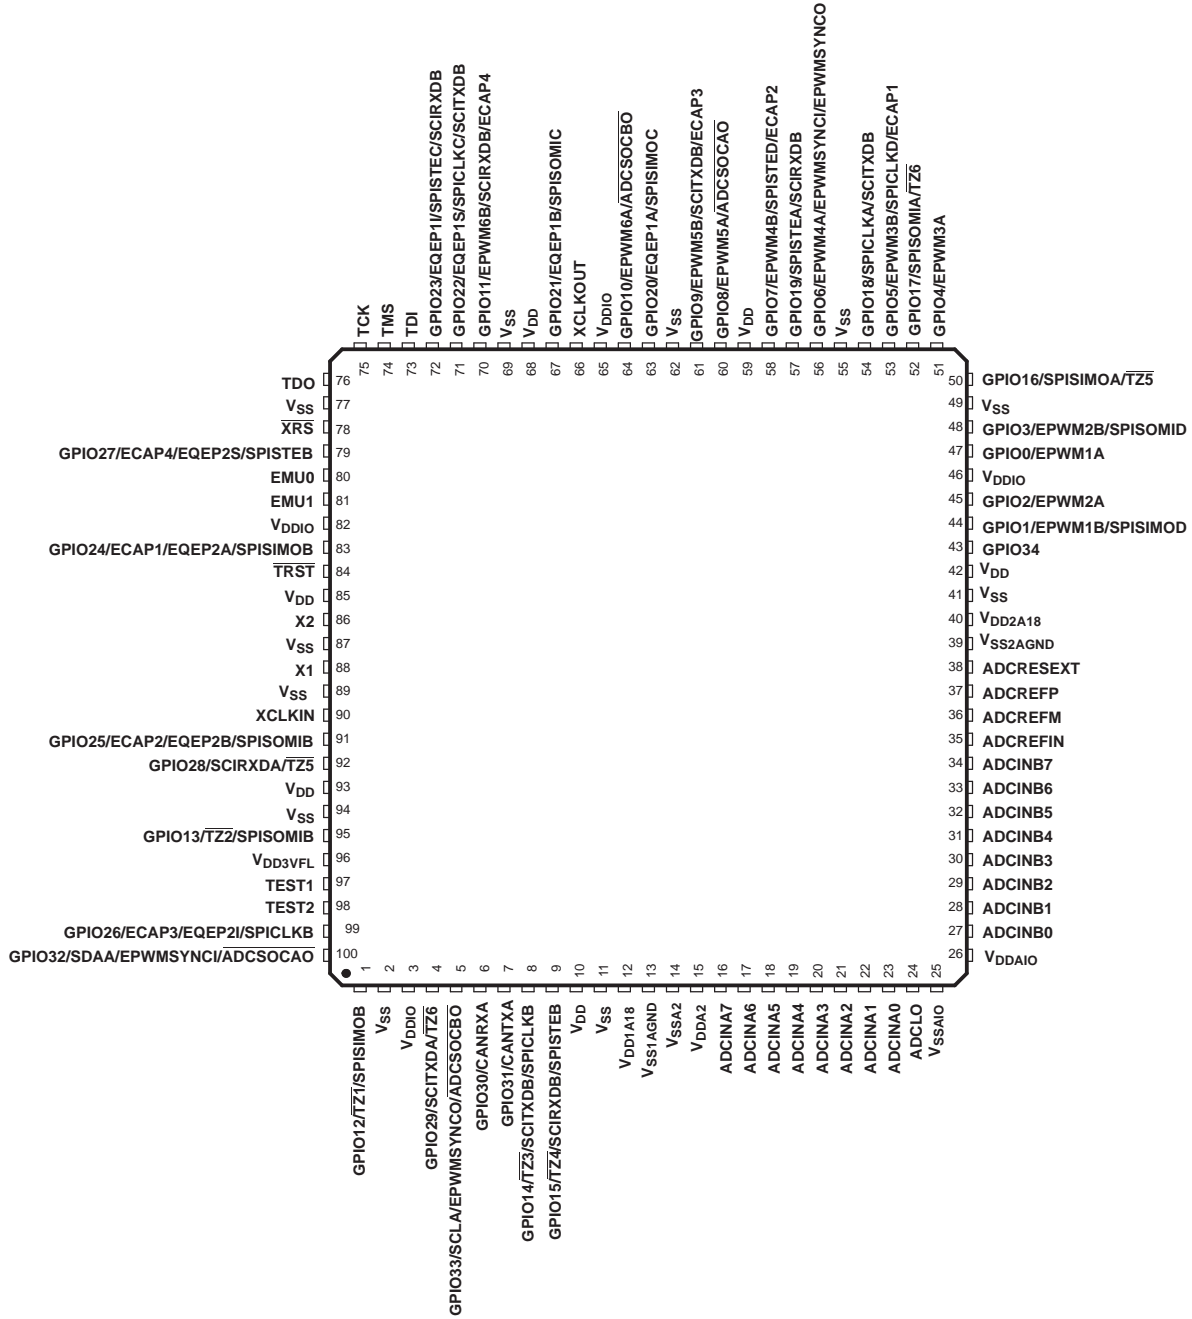 TCK
TMS
TDI
GPIO23/EQEP1I/SPISTEC/SCIRXDB
GPIO22/EQEP1S/SPICLKC/SCITXDB
GPIO11/EPWM6B/SCIRXDB/ECAP4
VSS
VDD
GPIO21/EQEP1B/SPISOMIC
XCLKOUT
VDDIO
GPIO10/EPWM6A/ADCSOCBO
GPIO20/EQEP1A/SPISIMOC
VSS
GPIO9/EPWM5B/SCITXDB/ECAP3
GPIO8/EPWM5A/ADCSOCAO
VDD
GPIO7/EPWM4B/SPISTED/ECAP2
GPIO19/SPISTEA/SCIRXDB
GPIO6/EPWM4A/EPWMSYNCI/EPWMSYNCO
VSS
GPIO18/SPICLKA/SCITXDB
GPIO5/EPWM3B/SPICLKD/ECAP1
GPIO17/SPISOMIA/TZ6
GPIO4/EPWM3A
75 74 73 72 71 70 69 68 67 66 65 64 63 62 61 60 59 58 57 56 55 54 53 52 51
TDO 76
VSS 77
XRS 78
GPIO27/ECAP4/EQEP2S/SPISTEB 79
EMU0 80
EMU1 81
VDDIO 82
GPIO24/ECAP1/EQEP2A/SPISIMOB 83
TRST 84
VDD 85
X2 86
VSS 87
X1 88
VSS 89
XCLKIN 90
GPIO25/ECAP2/EQEP2B/SPISOMIB 91
GPIO28/SCIRXDA/TZ5 92
VDD 93
VSS 94
GPIO13/TZ2/SPISOMIB 95
VDD3VFL 96
TEST1 97
TEST2 98
GPIO26/ECAP3/EQEP2I/SPICLKB 99
GPIO32/SDAA/EPWMSYNCI/ADCSOCAO 100
50 GPIO16/SPISIMOA/TZ5
49 VSS
48 GPIO3/EPWM2B/SPISOMID
47 GPIO0/EPWM1A
46 VDDIO
45 GPIO2/EPWM2A
44 GPIO1/EPWM1B/SPISIMOD
43 GPIO34
42 VDD
41 VSS
40 VDD2A18
39 VSS2AGND
38 ADCRESEXT
37 ADCREFP
36 ADCREFM
35 ADCREFIN
34 ADCINB7
33 ADCINB6
32 ADCINB5
31 ADCINB4
30 ADCINB3
29 ADCINB2
28 ADCINB1
27 ADCINB0
26 VDDAIO
1 2 3 4 5 6 7 8 9 10 11 12 13 14 15 16 17 18 19 20 21 22 23 24 25
GPIO12/TZ1/SPISIMOB
VSS
VDDIO
GPIO29/SCITXDA/TZ6
GPIO33/SCLA/EPWMSYNCO/ADCSOCBO
GPIO30/CANRXA
GPIO31/CANTXA
GPIO14/TZ3/SCITXDB/SPICLKB
GPIO15/TZ4/SCIRXDB/SPISTEB
VDD
VSS
VDD1A18
VSS1AGND
VSSA2
VDDA2
ADCINA7
ADCINA6
ADCINA5
ADCINA4
ADCINA3
ADCINA2
ADCINA1
ADCINA0
ADCLO
VSSAIO